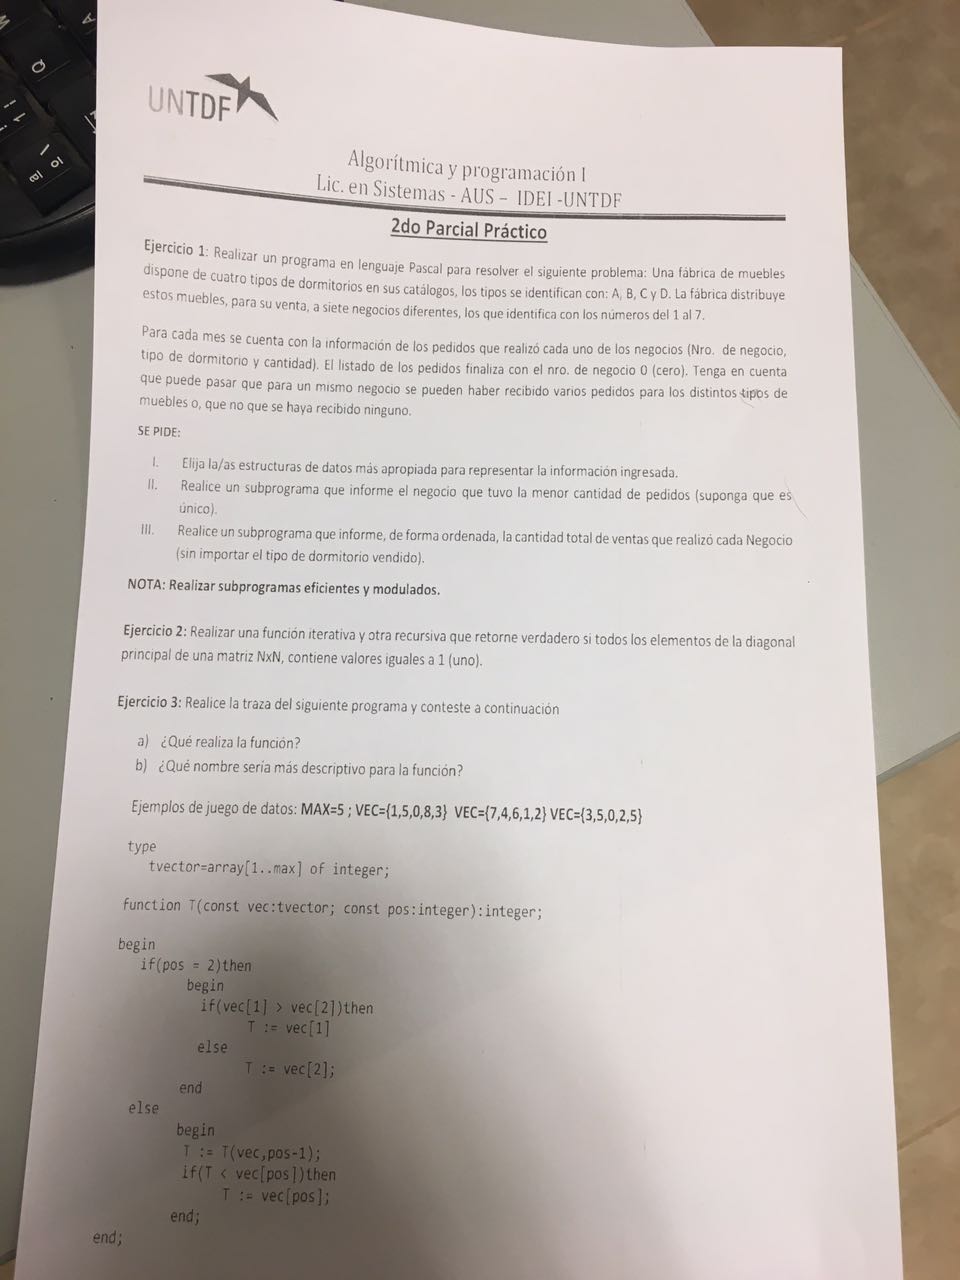 UNTDF
Algorítmica y programación I
Lic. en Sistemas - AUS – IDEI -UNTDF
2do Parcial Práctico
Ejercicio 1: Realizar un programa en lenguaje Pascal para resolver el siguiente problema: Una fábrica de muebles
dispone de cuatro tipos de dormitorios en sus catálogos, los tipos se identifican con: A, B, C y D. La fábrica distribuye
estos muebles, para su venta, a siete negocios diferentes, los que identifica con los números del 1 al 7.
Para cada mes se cuenta con la información de los pedidos que realizó cada uno de los negocios (Nro. de negocio,
tipo de dormitorio y cantidad). El listado de los pedidos finaliza con el nro. de negocio 0 (cero). Tenga en cuenta
que puede pasar que para un mismo negocio se pueden haber recibido varios pedidos para los distintos tipos de
muebles o, que no que se haya recibido ninguno.
SE PIDE:
I. Elija la/as estructuras de datos más apropiada para representar la información ingresada.
II. Realice un subprograma que informe el negocio que tuvo la menor cantidad de pedidos (suponga que es
único).
III. Realice un subprograma que informe, de forma ordenada, la cantidad total de ventas que realizó cada Negocio
(sin importar el tipo de dormitorio vendido).
NOTA: Realizar subprogramas eficientes y modulados.
Ejercicio 2: Realizar una función iterativa y otra recursiva que retorne verdadero si todos los elementos de la diagonal
principal de una matriz NxN, contiene valores iguales a 1 (uno).
Ejercicio 3: Realice la traza del siguiente programa y conteste a continuación
a) ¿Qué realiza la función?
b) ¿Qué nombre sería más descriptivo para la función?
Ejemplos de juego de datos: MAX=5 ; VEC={1,5,0,8,3} VEC={7,4,6,1,2} VEC={3,5,0,2,5}
type
tvector=array[1..max] of integer;
function T(const vec:tvector; const pos:integer):integer;
begin
if(pos = 2)then
begin
if(vec[1] > vec[2])then
T := vec[1]
else
T := vec[2];
end
else
begin
T := T(vec,pos-1);
if(T < vec[pos])then
T := vec[pos];
end;
end;